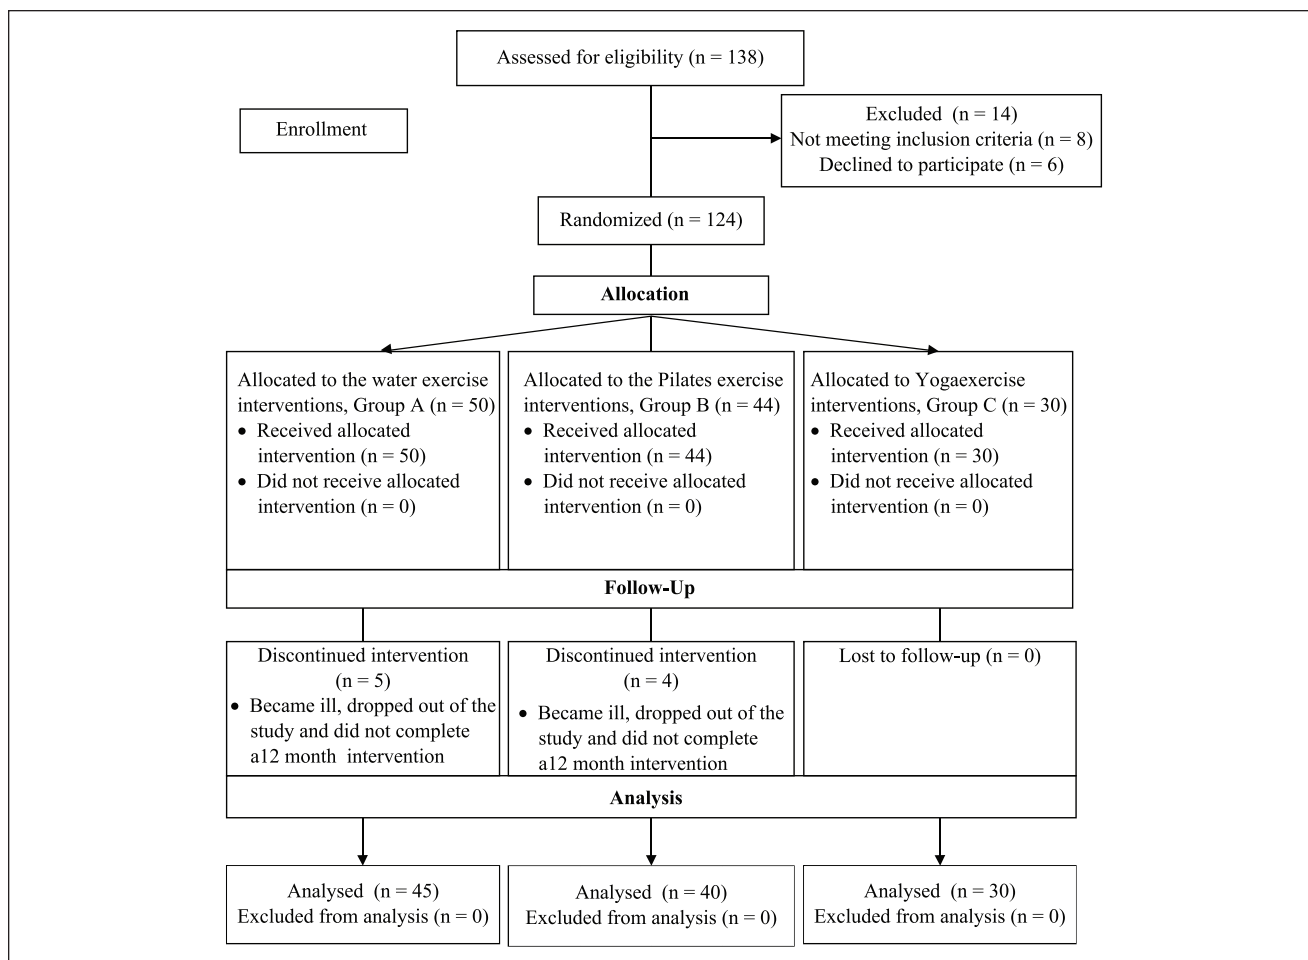 Assessed for eligibility (n = 138)
Enrollment
Excluded (n = 14)
Not meeting inclusion criteria (n = 8)
Declined to participate (n = 6)
Randomized (n = 124)
Allocation
Allocated to the water exercise
interventions, Group A (n = 50)
• Received allocated
intervention (n = 50)
• Did not receive allocated
intervention (n = 0)
Allocated to the Pilates exercise
interventions, Group B (n = 44)
• Received allocated
intervention (n = 44)
• Did not receive allocated
intervention (n = 0)
Allocated to Yogaexercise
interventions, Group C (n = 30)
• Received allocated
intervention (n = 30)
• Did not receive allocated
intervention (n = 0)
Follow-Up
Discontinued intervention
(n = 5)
• Became ill, dropped out of the
study and did not complete
a12 month intervention
Discontinued intervention
(n = 4)
• Became ill, dropped out of the
study and did not complete
a12 month intervention
Lost to follow-up (n = 0)
Analysis
Analysed (n = 45)
Excluded from analysis (n = 0)
Analysed (n = 40)
Excluded from analysis (n = 0)
Analysed (n = 30)
Excluded from analysis (n = 0)